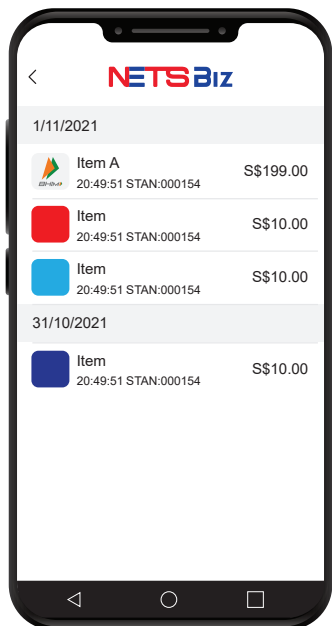 NETS Biz
1/11/2021
Item A
S$199.00
20:49:51 STAN:000154
Item
S$10.00
20:49:51 STAN:000154
Item
S$10.00
20:49:51 STAN:000154
31/10/2021
Item
S$10.00
20:49:51 STAN:000154